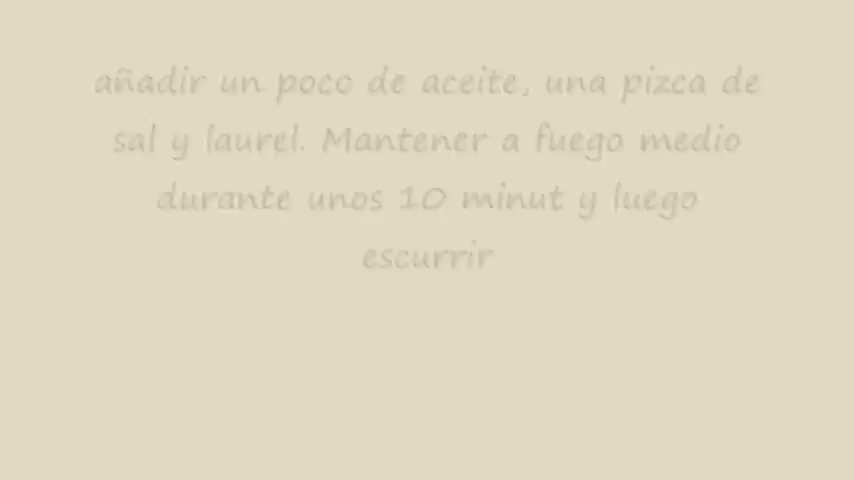 añadir un poco de aceite, una pizca de
sal y laurel. Mantener a fuego medio
durante unos 10 minut y luego
escurrir